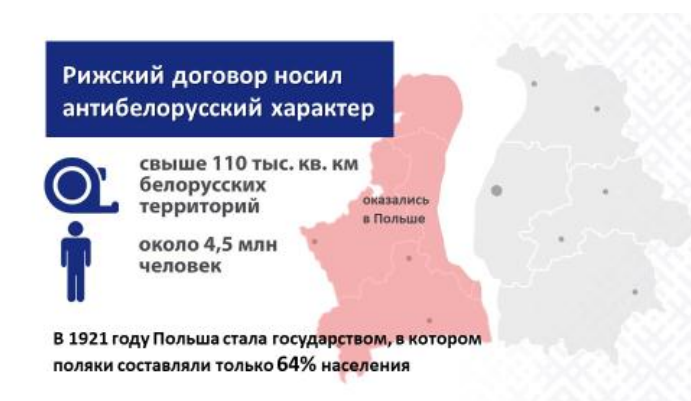 Рижский договор носил
антибелорусский характер
свыше 110 тыс. кв. км
белорусских
территорий
оказались
в Польше
около 4,5 млн
человек
В 1921 году Польша стала государством, в котором
поляки составляли только 64% населения